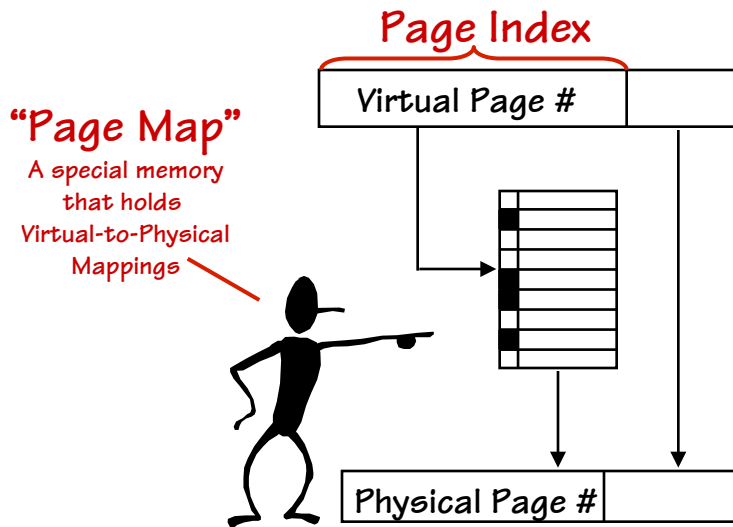 Page Index
Virtual Page #
“Page Map”
A special memory
that holds
Virtual-to-Physical
Mappings
Physical Page #